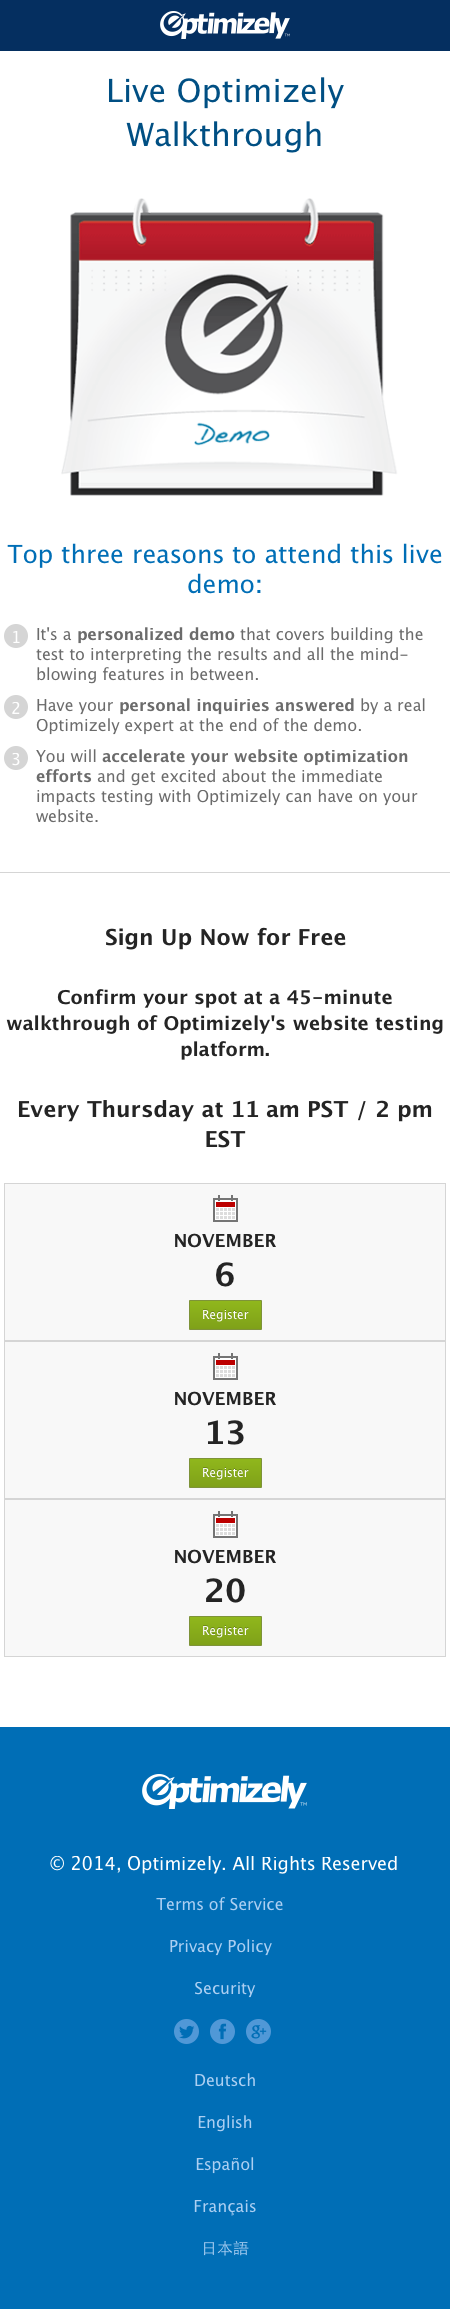 Optimizely™
Live Optimizely
Walkthrough
Demo
Top three reasons to attend this live
demo:
1 It's a personalized demo that covers building the
test to interpreting the results and all the mind-
blowing features in between.
2 Have your personal inquiries answered by a real
Optimizely expert at the end of the demo.
3 You will accelerate your website optimization
efforts and get excited about the immediate
impacts testing with Optimizely can have on your
website.
Sign Up Now for Free
Confirm your spot at a 45-minute
walkthrough of Optimizely's website testing
platform.
Every Thursday at 11 am PST / 2 pm
EST
NOVEMBER
6
Register
NOVEMBER
13
Register
NOVEMBER
20
Register
Optimizely™
© 2014, Optimizely. All Rights Reserved
Terms of Service
Privacy Policy
Security
Deutsch
English
Español
Français
日本語